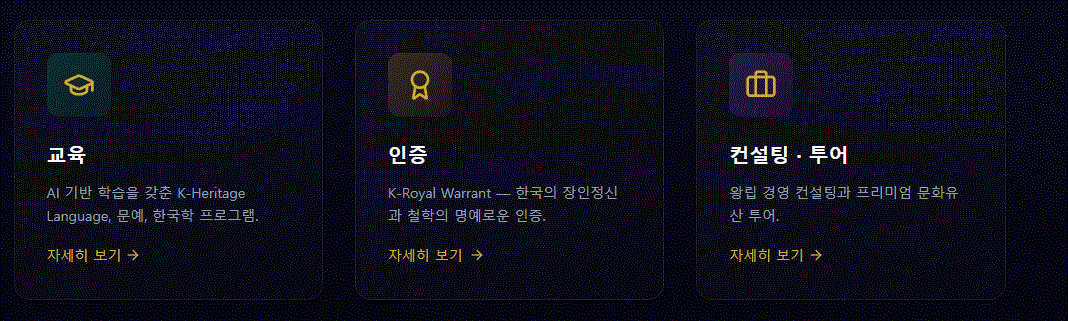 교육
AI 기반 학습을 갖춘 K-Heritage
Language, 문예, 한국학 프로그램.
자세히 보기 →
인증
K-Royal Warrant — 한국의 장인정신
과 철학의 명예로운 인증.
자세히 보기 →
컨설팅 · 투어
왕립 경영 컨설팅과 프리미엄 문화유
산 투어.
자세히 보기 →